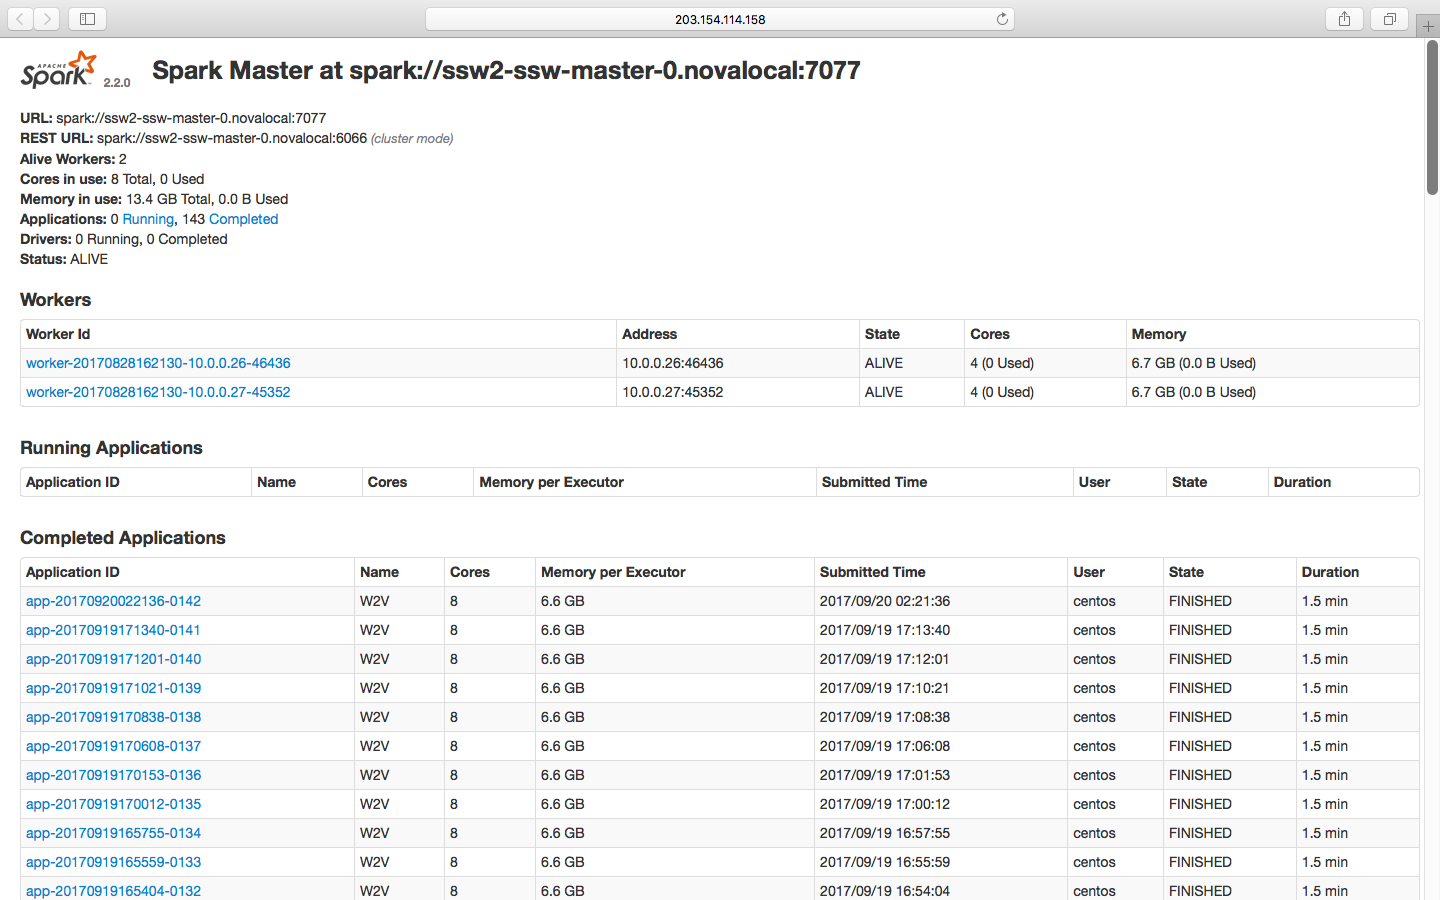 203.154.114.158
APACHE Spark 2.2.0 Spark Master at spark://ssw2-ssw-master-0.novalocal:7077
URL: spark://ssw2-ssw-master-0.novalocal:7077
REST URL: spark://ssw2-ssw-master-0.novalocal:6066 (cluster mode)
Alive Workers: 2
Cores in use: 8 Total, 0 Used
Memory in use: 13.4 GB Total, 0.0 B Used
Applications: 0 Running, 143 Completed
Drivers: 0 Running, 0 Completed
Status: ALIVE
Workers
Worker Id Address State Cores Memory
worker-20170828162130-10.0.0.26-46436 10.0.0.26:46436 ALIVE 4 (0 Used) 6.7 GB (0.0 B Used)
worker-20170828162130-10.0.0.27-45352 10.0.0.27:45352 ALIVE 4 (0 Used) 6.7 GB (0.0 B Used)
Running Applications
Application ID Name Cores Memory per Executor Submitted Time User State Duration
Completed Applications
Application ID Name Cores Memory per Executor Submitted Time User State Duration
app-20170920022136-0142 W2V 8 6.6 GB 2017/09/20 02:21:36 centos FINISHED 1.5 min
app-20170919171340-0141 W2V 8 6.6 GB 2017/09/19 17:13:40 centos FINISHED 1.5 min
app-20170919171201-0140 W2V 8 6.6 GB 2017/09/19 17:12:01 centos FINISHED 1.5 min
app-20170919171021-0139 W2V 8 6.6 GB 2017/09/19 17:10:21 centos FINISHED 1.5 min
app-20170919170838-0138 W2V 8 6.6 GB 2017/09/19 17:08:38 centos FINISHED 1.5 min
app-20170919170608-0137 W2V 8 6.6 GB 2017/09/19 17:06:08 centos FINISHED 1.5 min
app-20170919170153-0136 W2V 8 6.6 GB 2017/09/19 17:01:53 centos FINISHED 1.5 min
app-20170919170012-0135 W2V 8 6.6 GB 2017/09/19 17:00:12 centos FINISHED 1.5 min
app-20170919165755-0134 W2V 8 6.6 GB 2017/09/19 16:57:55 centos FINISHED 1.5 min
app-20170919165559-0133 W2V 8 6.6 GB 2017/09/19 16:55:59 centos FINISHED 1.5 min
app-20170919165404-0132 W2V 8 6.6 GB 2017/09/19 16:54:04 centos FINISHED 1.5 min